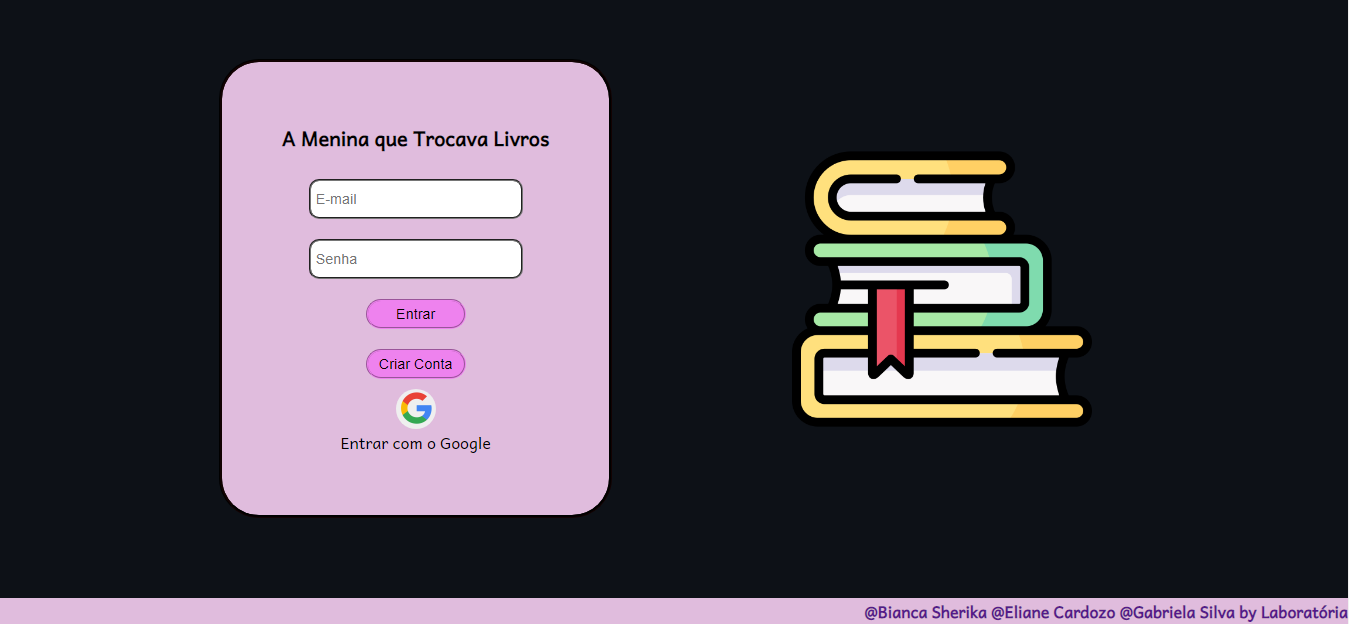 A Menina que Trocava Livros
E-mail
Senha
Entrar
Criar Conta
Entrar com o Google
@Bianca Sherika @Eliane Cardozo @Gabriela Silva by Laboratória